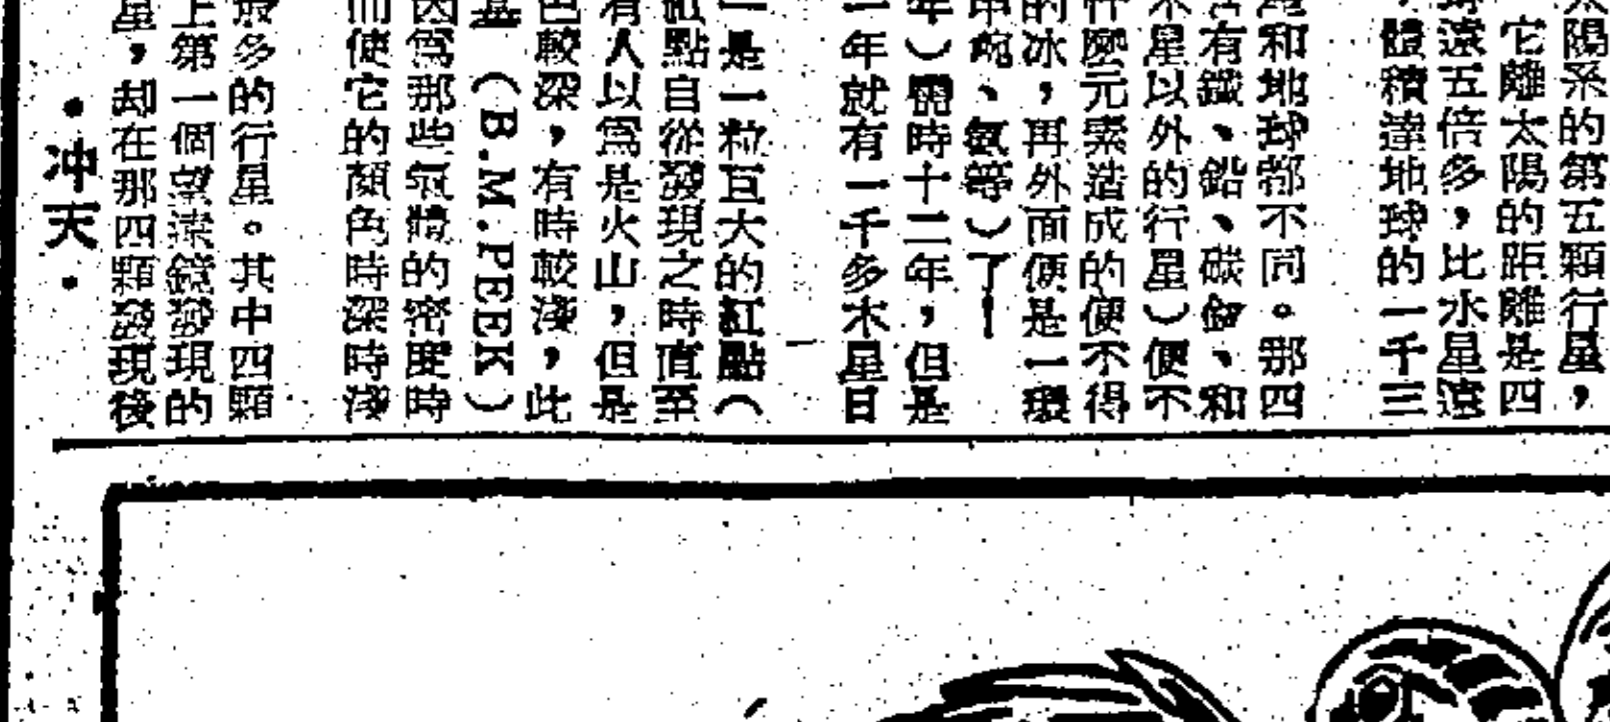 陽系的第五顆行星，
它離太陽的距離是四
遠五倍多，比水星遠
，體積達地球的一千三
和地球都不同。那四
有鐵、鉛、碳、和
星以外的行星）便不
麼元素造成的便不得
的冰，再外面便是一環
、氨等）了—
年）需時十二年，但是
一年就有一千多木星日
一是一粒巨大的紅點（
點自從發現之時直至
有人以爲是火山，但是
色較深，有時較淺，此
（B.M.PEEK）
因爲那些氣體的密度時
而使它的顏色時深時淺
多的行星。其中四顆
上第一個望遠鏡發現的
星，却在那四顆發現後
·冲天·